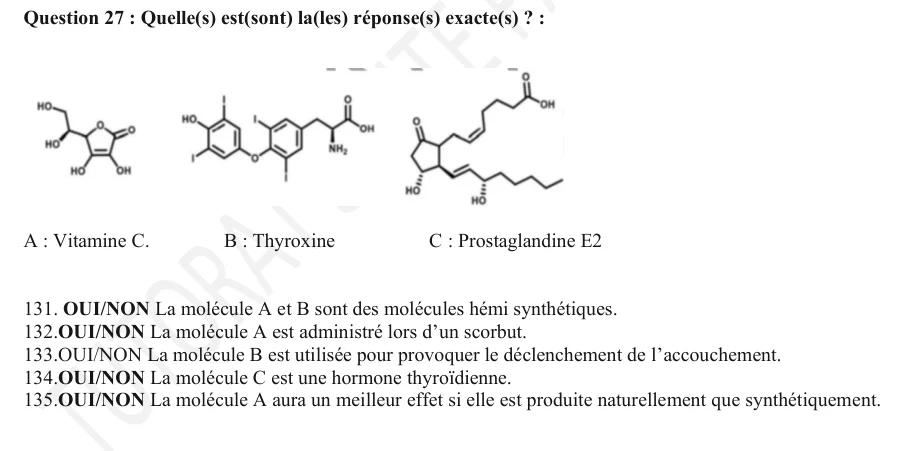 Question 27 : Quelle(s) est(sont) la(les) réponse(s) exacte(s) ? :
HO HO HO OH O O
HO I I I I O O OH NH₂
O O OH HO HO
A : Vitamine C. B : Thyroxine C : Prostaglandine E2
131. OUI/NON La molécule A et B sont des molécules hémi synthétiques.
132.OUI/NON La molécule A est administré lors d’un scorbut.
133.OUI/NON La molécule B est utilisée pour provoquer le déclenchement de l’accouchement.
134.OUI/NON La molécule C est une hormone thyroïdienne.
135.OUI/NON La molécule A aura un meilleur effet si elle est produite naturellement que synthétiquement.